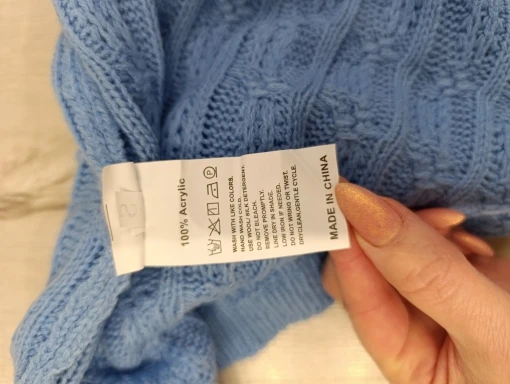 100% Acrylic
WASH WITH LIKE COLORS.
HAND WASH COLD.
USE WOOL/ SILK DETERGENT.
DO NOT BLEACH.
REMOVE PROMPTLY.
LINE DRY IN SHADE.
LOW IRON IF NEEDED.
DO NOT WRING OR TWIST.
DRYCLEAN,GENTLE CYCLE.
MADE IN CHINA